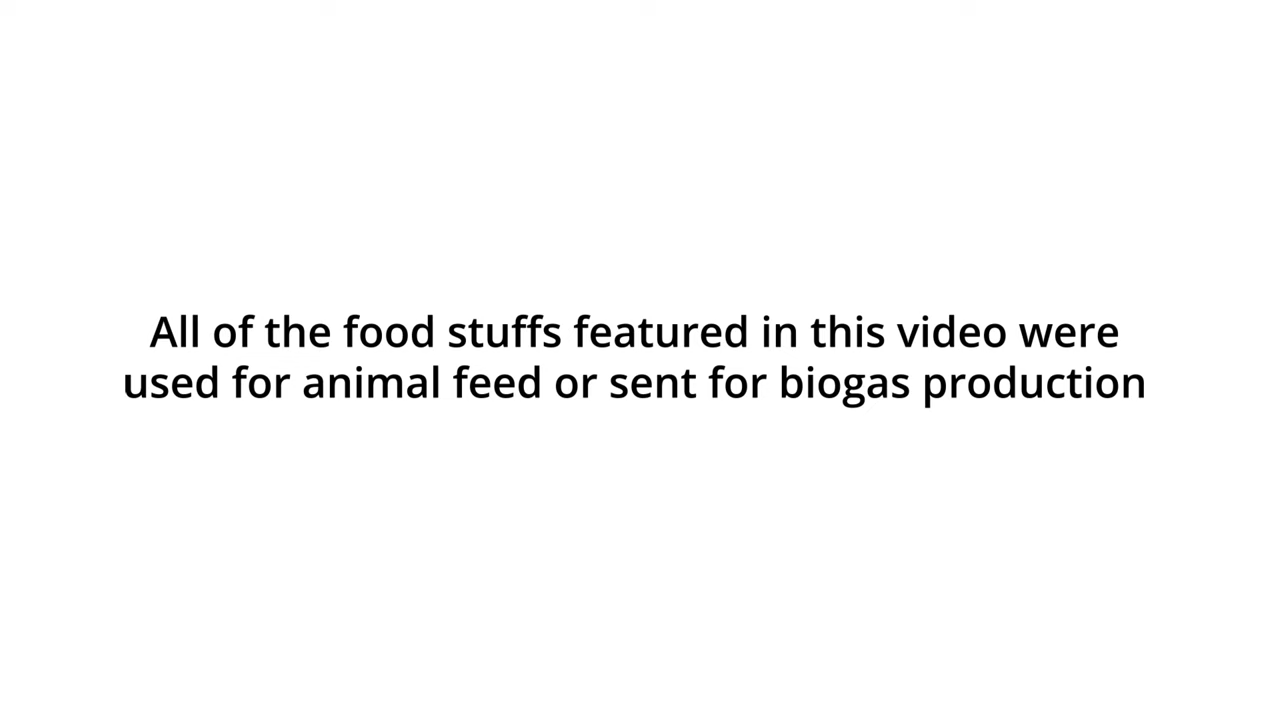 All of the food stuffs featured in this video were
used for animal feed or sent for biogas production